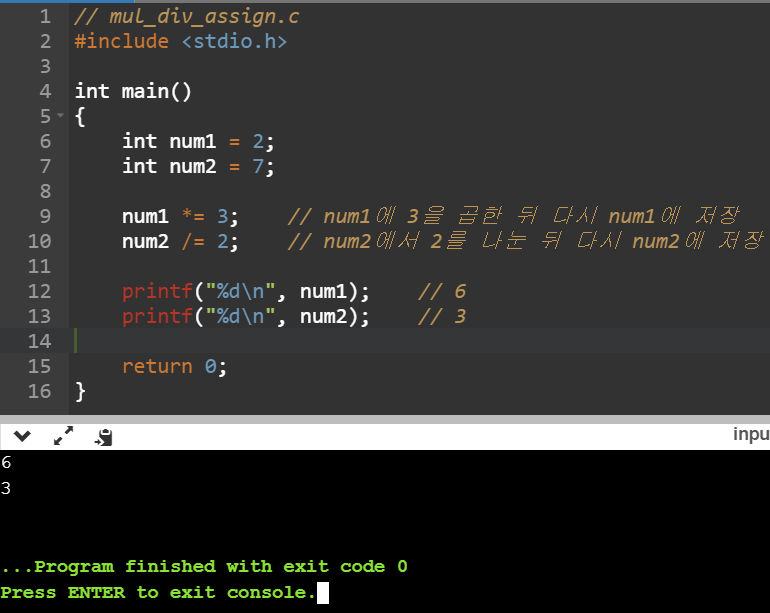 1 // mul_div_assign.c
2 #include <stdio.h>
3
4 int main()
5 {
6 int num1 = 2;
7 int num2 = 7;
8
9 num1 *= 3; // num1에 3을 곱한 뒤 다시 num1에 저장
10 num2 /= 2; // num2에서 2를 나눈 뒤 다시 num2에 저장
11
12 printf("%d\n", num1); // 6
13 printf("%d\n", num2); // 3
14
15 return 0;
16 }
inpu
6
3
...Program finished with exit code 0
Press ENTER to exit console.